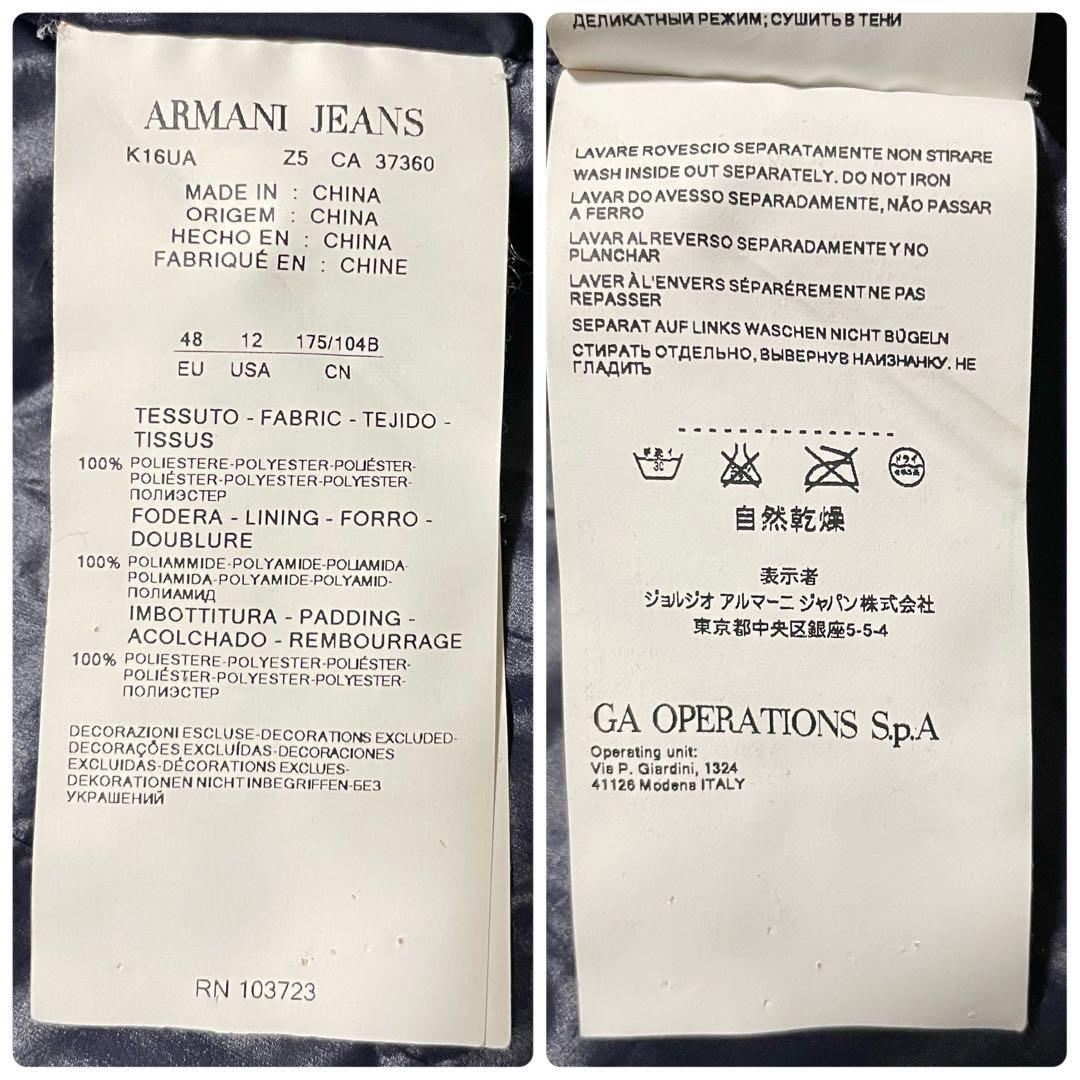 ARMANI JEANS
K16UA Z5 CA 37360
MADE IN : CHINA
ORIGEM : CHINA
HECHO EN : CHINA
FABRIQUÉ EN : CHINE
48 12 175/104B
EU USA CN
TESSUTO - FABRIC - TEJIDO -
TISSUS
100% POLIESTERE-POLYESTER-POLIÉSTER-
POLIÉSTER-POLYESTER-POLYESTER-
ПОЛИЭСТЕР
FODERA - LINING - FORRO -
DOUBLURE
100% POLIAMMIDE-POLYAMIDE-POLIAMIDA-
POLIAMIDA-POLYAMIDE-POLYAMID-
ПОЛИАМИД
IMBOTTITURA - PADDING -
ACOLCHADO - REMBOURRAGE
100% POLIESTERE-POLYESTER-POLIÉSTER-
POLIÉSTER-POLYESTER-POLYESTER-
ПОЛИЭСТЕР
DECORAZIONI ESCLUSE-DECORATIONS EXCLUDED-
DECORAÇÕES EXCLUÍDAS-DECORACIONES
EXCLUIDAS-DÉCORATIONS EXCLUES-
DEKORATIONEN NICHT INBEGRIFFEN-БЕЗ
УКРАШЕНИЙ
RN 103723
ДЕЛИКАТНЫЙ РЕЖИМ; СУШИТЬ В ТЕНИ
LAVARE ROVESCIO SEPARATAMENTE NON STIRARE
WASH INSIDE OUT SEPARATELY. DO NOT IRON
LAVAR DO AVESSO SEPARADAMENTE, NÃO PASSAR
A FERRO
LAVAR AL REVERSO SEPARADAMENTE Y NO
PLANCHAR
LAVER À L'ENVERS SÉPARÉREMENT NE PAS
REPASSER
SEPARAT AUF LINKS WASCHEN NICHT BÜGELN
СТИРАТЬ ОТДЕЛЬНО, ВЫВЕРНУВ НАИЗНАНКУ. НЕ
ГЛАДИТЬ
手洗イ 30 ドライ
自然乾燥
表示者
ジョルジオ アルマーニ ジャパン株式会社
東京都中央区銀座5-5-4
GA OPERATIONS S.p.A
Operating unit:
Via P. Giardini, 1324
41126 Modena ITALY